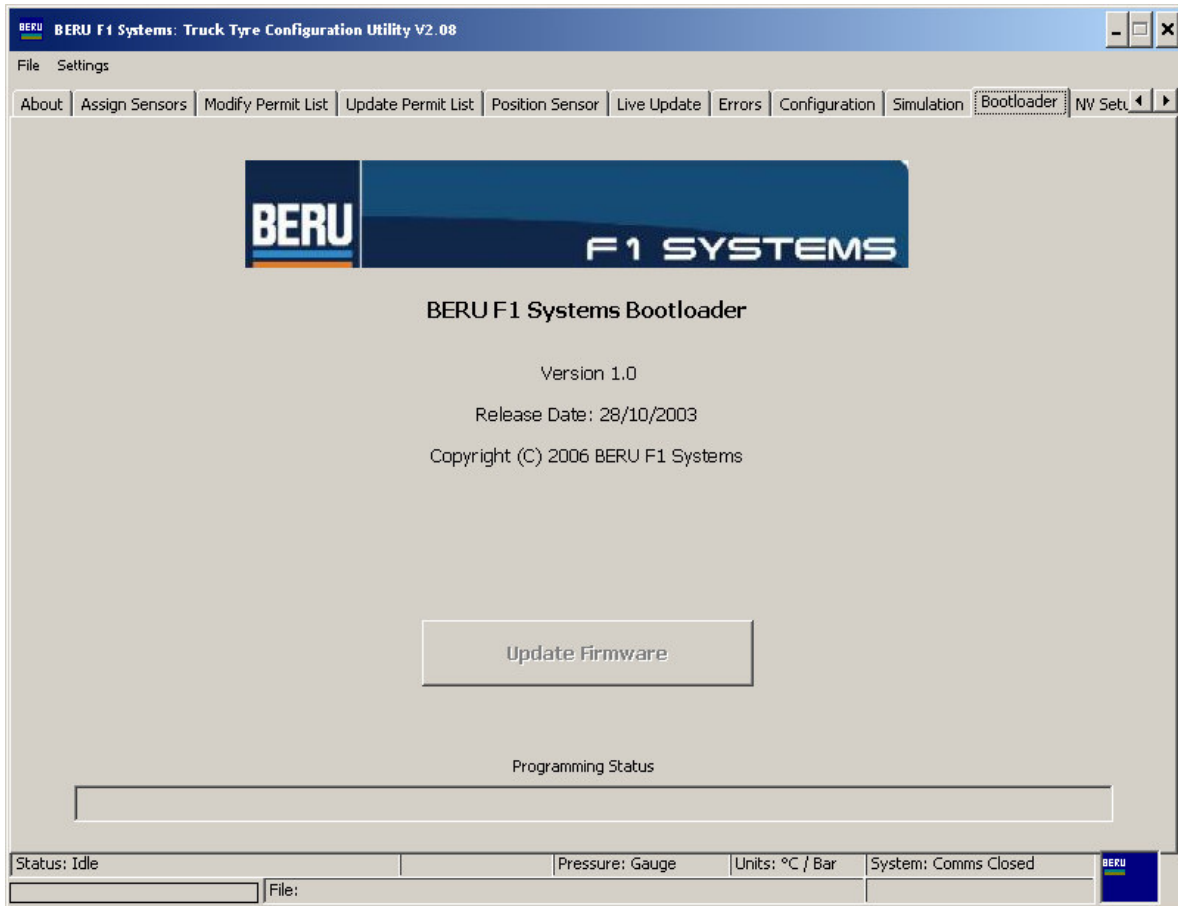 BERU BERU F1 Systems: Truck Tyre Configuration Utility V2.08
File Settings
About Assign Sensors Modify Permit List Update Permit List Position Sensor Live Update Errors Configuration Simulation Bootloader NV Setu
BERU
F1 SYSTEMS
BERU F1 Systems Bootloader
Version 1.0
Release Date: 28/10/2003
Copyright (C) 2006 BERU F1 Systems
Update Firmware
Programming Status
Status: Idle Pressure: Gauge Units: °C / Bar System: Comms Closed BERU
File: